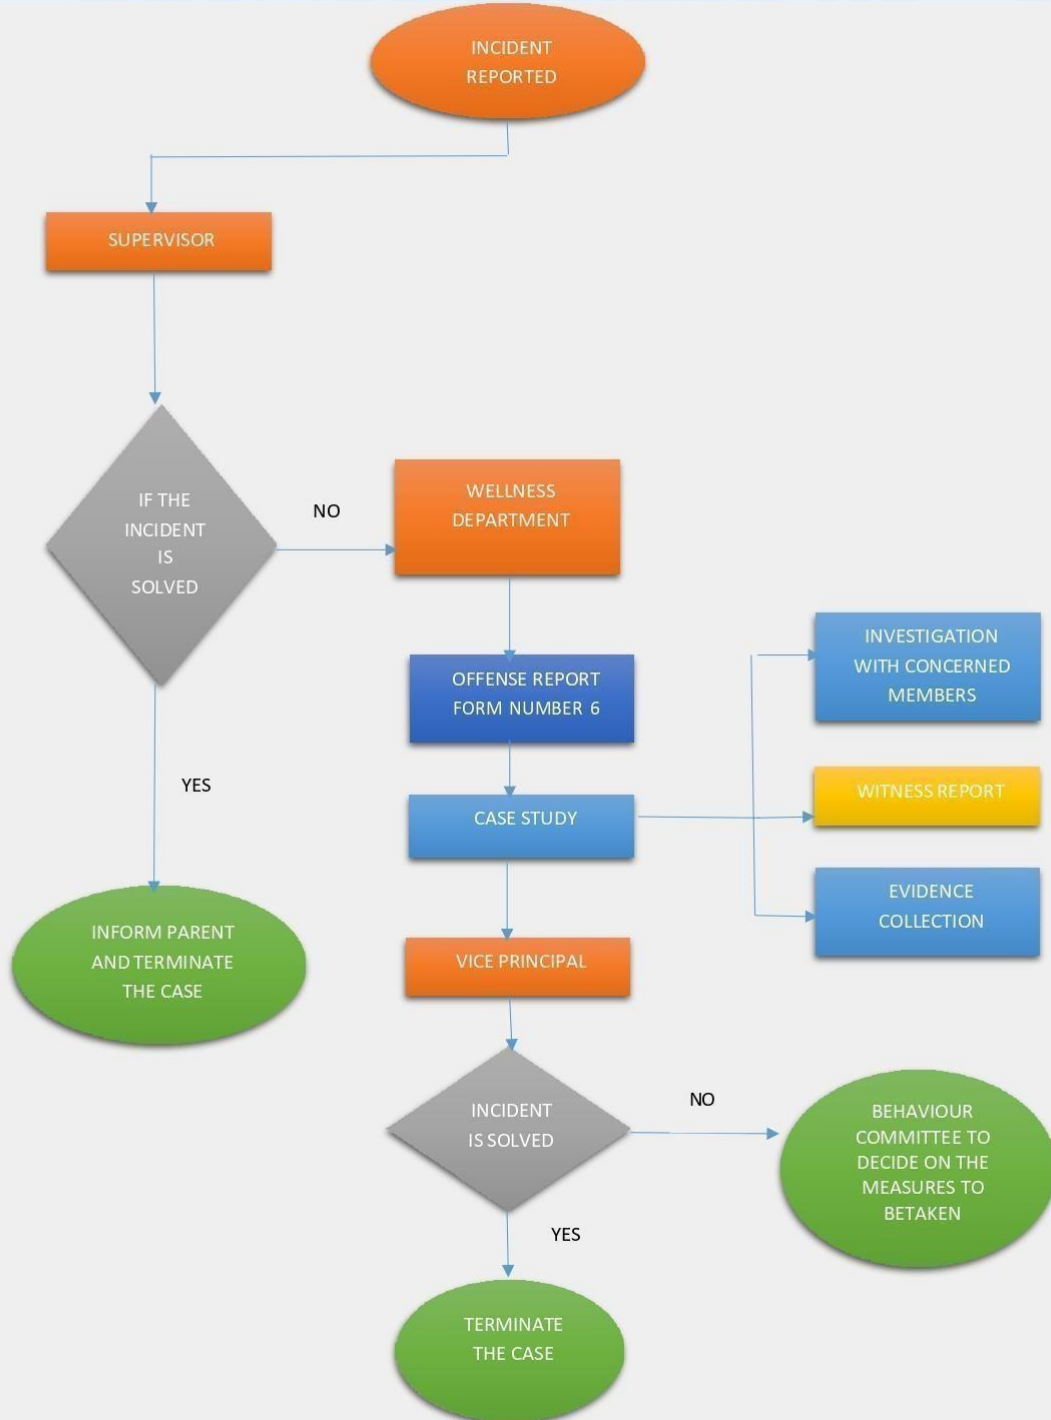 INCIDENT
REPORTED
SUPERVISOR
IF THE
INCIDENT
IS
SOLVED
NO
WELLNESS
DEPARTMENT
OFFENSE REPORT
FORM NUMBER 6
INVESTIGATION
WITH CONCERNED
MEMBERS
YES
CASE STUDY
WITNESS REPORT
EVIDENCE
COLLECTION
INFORM PARENT
AND TERMINATE
THE CASE
VICE PRINCIPAL
INCIDENT
IS SOLVED
NO
BEHAVIOUR
COMMITTEE TO
DECIDE ON THE
MEASURES TO
BETAKEN
YES
TERMINATE
THE CASE